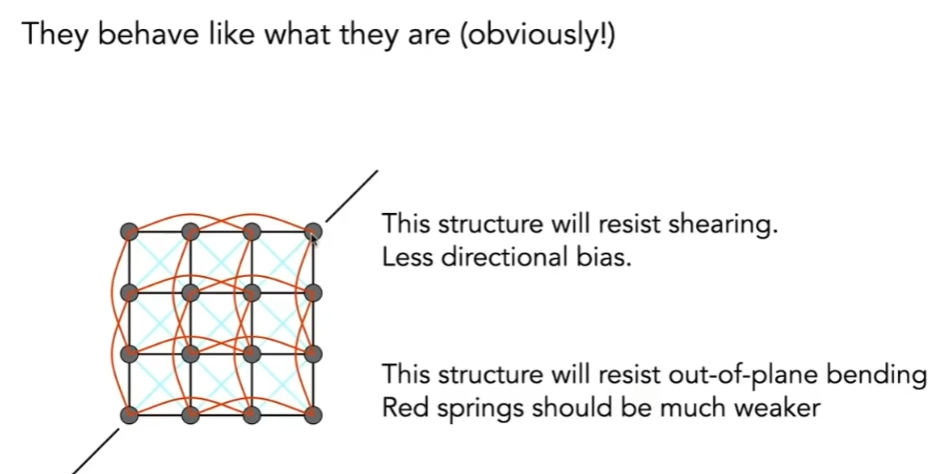 They behave like what they are (obviously!)
This structure will resist shearing.
Less directional bias.
This structure will resist out-of-plane bending
Red springs should be much weaker